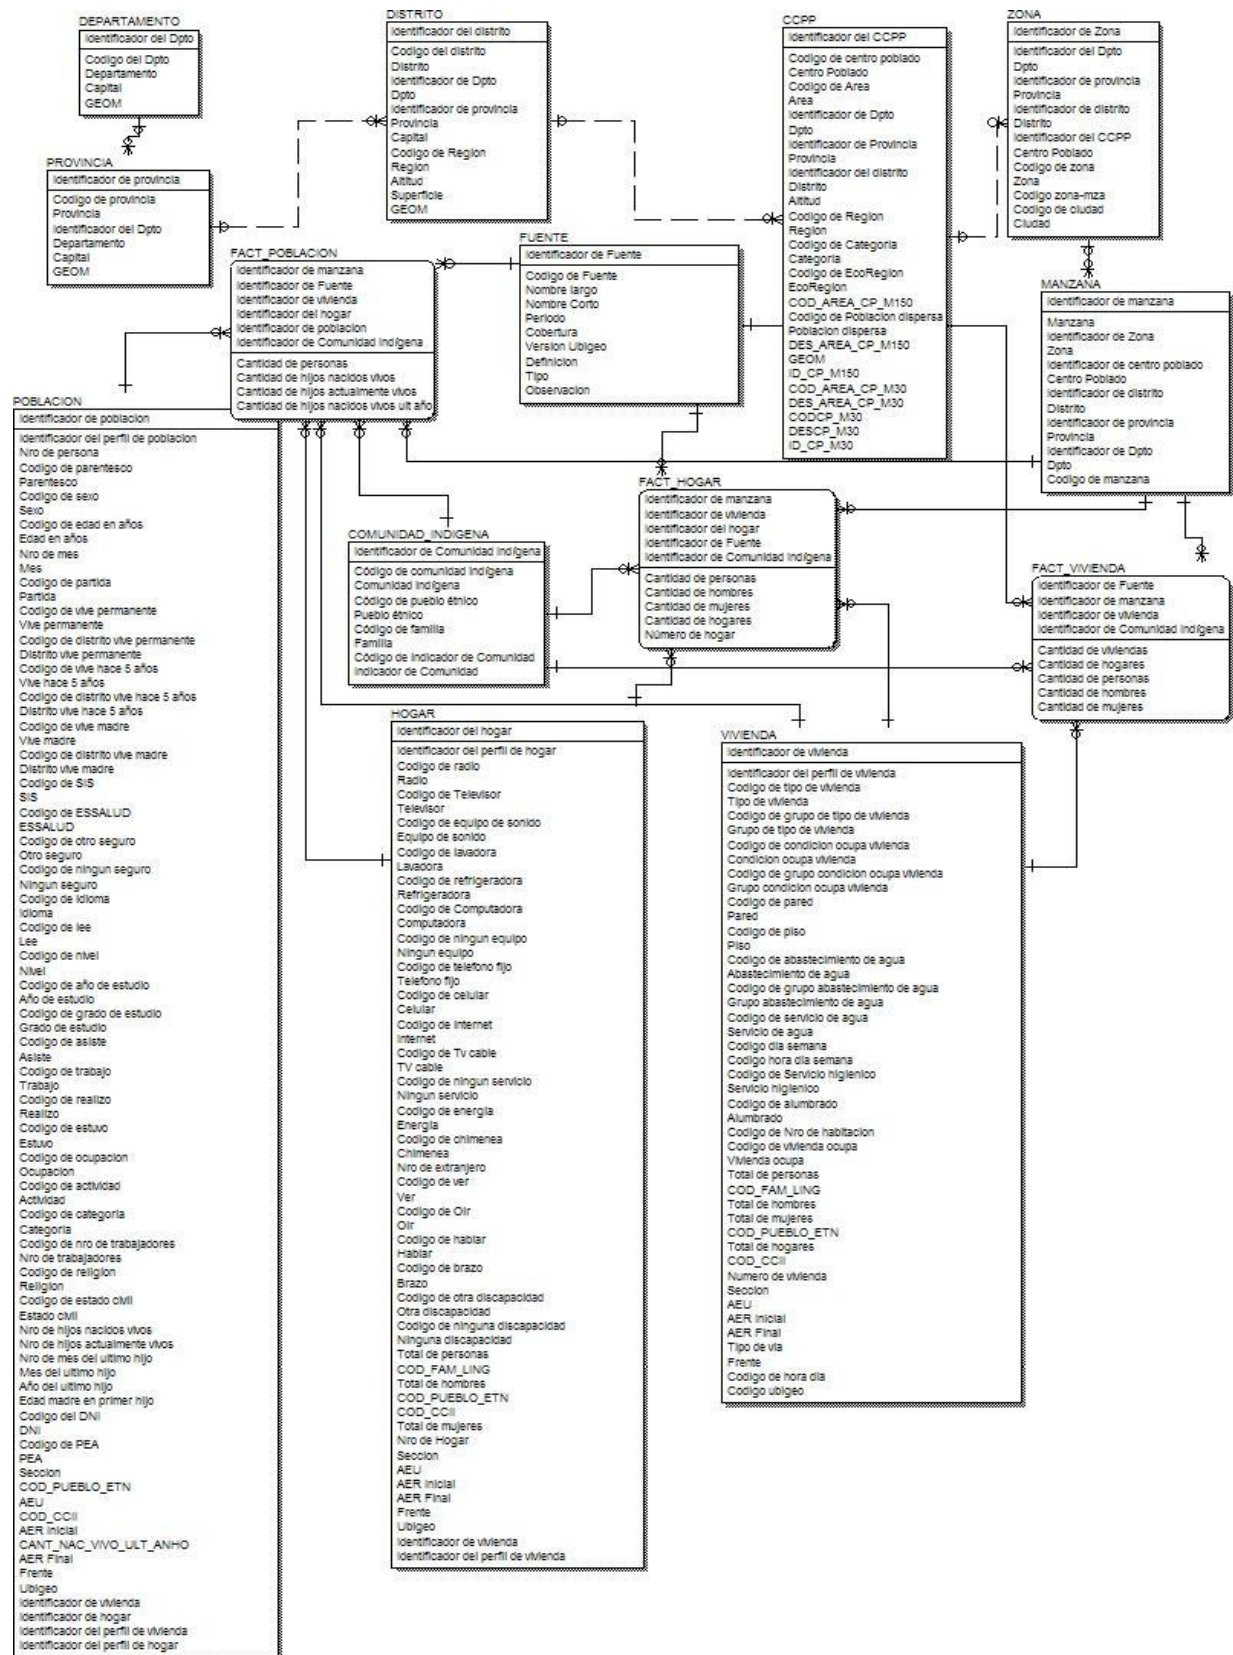 DEPARTAMENTO
Identificador del Dpto
Codigo del Dpto
Departamento
Capital
GEOM
PROVINCIA
Identificador de provincia
Codigo de provincia
Provincia
Identificador del Dpto
Departamento
Capital
GEOM
DISTRITO
Identificador del distrito
Codigo del distrito
Distrito
Identificador de Dpto
Dpto
Identificador de provincia
Provincia
Capital
Codigo de Region
Region
Altitud
Superficie
GEOM
CCPP
Identificador del CCPP
Codigo de centro poblado
Centro Poblado
Codigo de Area
Area
Identificador de Dpto
Dpto
Identificador de Provincia
Provincia
Identificador del distrito
Distrito
Altitud
Codigo de Region
Region
Codigo de Categoria
Categoria
Codigo de EcoRegion
EcoRegion
COD_AREA_CP_M150
Codigo de Poblacion dispersa
Poblacion dispersa
DES_AREA_CP_M150
GEOM
ID_CP_M150
COD_AREA_CP_M30
DES_AREA_CP_M30
CODCP_M30
DESCP_M30
ID_CP_M30
ZONA
Identificador de Zona
Identificador del Dpto
Dpto
Identificador de provincia
Provincia
Identificador de distrito
Distrito
Identificador del CCPP
Centro Poblado
Codigo de zona
Zona
Codigo zona-mza
Codigo de ciudad
Ciudad
FACT_POBLACION
Identificador de manzana
Identificador de Fuente
Identificador de vivienda
Identificador del hogar
Identificador de poblacion
Identificador de Comunidad Indígena
Cantidad de personas
Cantidad de hijos nacidos vivos
Cantidad de hijos actualmente vivos
Cantidad de hijos nacidos vivos ult año
FUENTE
Identificador de Fuente
Codigo de Fuente
Nombre largo
Nombre Corto
Periodo
Cobertura
Version Ubigeo
Definicion
Tipo
Observacion
MANZANA
Identificador de manzana
Manzana
Identificador de Zona
Zona
Identificador de centro poblado
Centro Poblado
Identificador de distrito
Distrito
Identificador de provincia
Provincia
Identificador de Dpto
Dpto
Codigo de manzana
POBLACION
Identificador de poblacion
Identificador del perfil de poblacion
Nro de persona
Codigo de parentesco
Parentesco
Codigo de sexo
Sexo
Codigo de edad en años
Edad en años
Nro de mes
Mes
Codigo de partida
Partida
Codigo de vive permanente
Vive permanente
Codigo de distrito vive permanente
Distrito vive permanente
Codigo de vive hace 5 años
Vive hace 5 años
Codigo de distrito vive hace 5 años
Distrito vive hace 5 años
Codigo de vive madre
Vive madre
Codigo de distrito vive madre
Distrito vive madre
Codigo de SIS
SIS
Codigo de ESSALUD
ESSALUD
Codigo de otro seguro
Otro seguro
Codigo de ningun seguro
Ningun seguro
Codigo de idioma
Idioma
Codigo de lee
Lee
Codigo de nivel
Nivel
Codigo de año de estudio
Año de estudio
Codigo de grado de estudio
Grado de estudio
Codigo de asiste
Asiste
Codigo de trabajo
Trabajo
Codigo de realizo
Realizo
Codigo de estuvo
Estuvo
Codigo de ocupacion
Ocupacion
Codigo de actividad
Actividad
Codigo de categoria
Categoria
Codigo de nro de trabajadores
Nro de trabajadores
Codigo de religion
Religion
Codigo de estado civil
Estado civil
Nro de hijos nacidos vivos
Nro de hijos actualmente vivos
Nro de mes del ultimo hijo
Mes del ultimo hijo
Año del ultimo hijo
Edad madre en primer hijo
Codigo del DNI
DNI
Codigo de PEA
PEA
Seccion
COD_PUEBLO_ETN
AEU
COD_CCII
AER Inicial
CANT_NAC_VIVO_ULT_ANHO
AER Final
Frente
Ubigeo
Identificador de vivienda
Identificador de hogar
Identificador del perfil de vivienda
Identificador del perfil de hogar
COMUNIDAD_INDIGENA
Identificador de Comunidad Indígena
Código de comunidad Indígena
Comunidad Indígena
Código de pueblo étnico
Pueblo étnico
Código de familia
Familia
Código de Indicador de Comunidad
Indicador de Comunidad
FACT_HOGAR
Identificador de manzana
Identificador de vivienda
Identificador del hogar
Identificador de Fuente
Identificador de Comunidad Indígena
Cantidad de personas
Cantidad de hombres
Cantidad de mujeres
Cantidad de hogares
Número de hogar
FACT_VIVIENDA
Identificador de Fuente
Identificador de manzana
Identificador de vivienda
Identificador de Comunidad Indígena
Cantidad de viviendas
Cantidad de hogares
Cantidad de personas
Cantidad de hombres
Cantidad de mujeres
HOGAR
Identificador del hogar
Identificador del perfil de hogar
Codigo de radio
Radio
Codigo de Televisor
Televisor
Codigo de equipo de sonido
Equipo de sonido
Codigo de lavadora
Lavadora
Codigo de refrigeradora
Refrigeradora
Codigo de Computadora
Computadora
Codigo de ningun equipo
Ningun equipo
Codigo de telefono fijo
Telefono fijo
Codigo de celular
Celular
Codigo de Internet
Internet
Codigo de Tv cable
TV cable
Codigo de ningun servicio
Ningun servicio
Codigo de energia
Energia
Codigo de chimenea
Chimenea
Nro de extranjero
Codigo de ver
Ver
Codigo de Oir
Oir
Codigo de hablar
Hablar
Codigo de brazo
Brazo
Codigo de otra discapacidad
Otra discapacidad
Codigo de ninguna discapacidad
Ninguna discapacidad
Total de personas
COD_FAM_LING
Total de hombres
COD_PUEBLO_ETN
COD_CCII
Total de mujeres
Nro de Hogar
Seccion
AEU
AER Inicial
AER Final
Frente
Ubigeo
Identificador de vivienda
Identificador del perfil de vivienda
VIVIENDA
Identificador de vivienda
Identificador del perfil de vivienda
Codigo de tipo de vivienda
Tipo de vivienda
Codigo de grupo de tipo de vivienda
Grupo de tipo de vivienda
Codigo de condicion ocupa vivienda
Condicion ocupa vivienda
Codigo de grupo condicion ocupa vivienda
Grupo condicion ocupa vivienda
Codigo de pared
Pared
Codigo de piso
Piso
Codigo de abastecimiento de agua
Abastecimiento de agua
Codigo de grupo abastecimiento de agua
Grupo abastecimiento de agua
Codigo de servicio de agua
Servicio de agua
Codigo dia semana
Codigo hora dia semana
Codigo de Servicio higienico
Servicio higienico
Codigo de alumbrado
Alumbrado
Codigo de Nro de habitacion
Codigo de vivienda ocupa
Vivienda ocupa
Total de personas
COD_FAM_LING
Total de hombres
Total de mujeres
COD_PUEBLO_ETN
Total de hogares
COD_CCII
Numero de vivienda
Seccion
AEU
AER Inicial
AER Final
Tipo de via
Frente
Codigo de hora dia
Codigo ubigeo